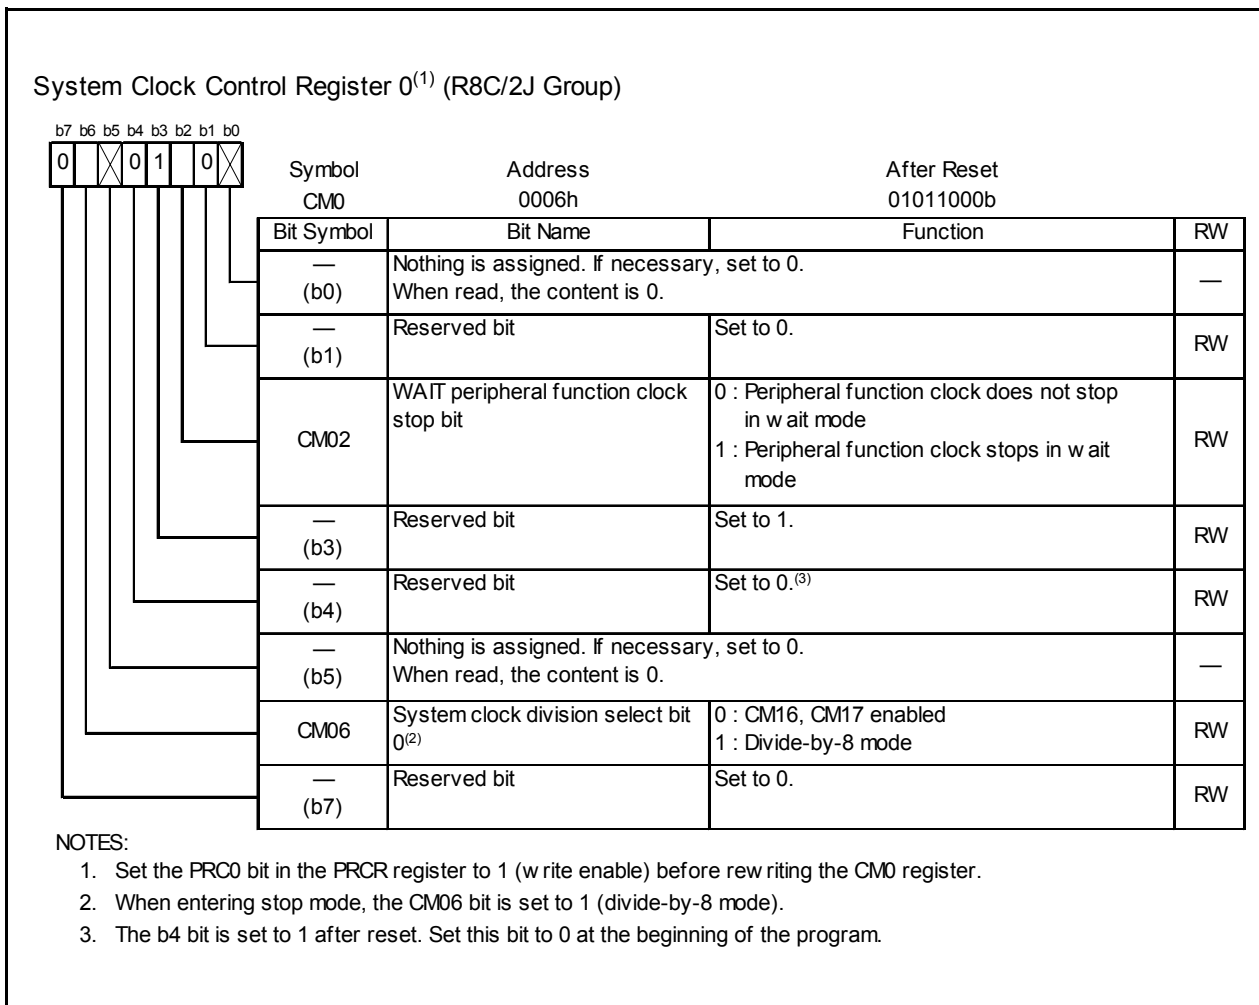 System Clock Control Register 0(1) (R8C/2J Group)
b7 b6 b5 b4 b3 b2 b1 b0
0 0 1 0
Symbol Address After Reset
CM0 0006h 01011000b
Bit Symbol Bit Name Function RW
— (b0) Nothing is assigned. If necessary, set to 0.
When read, the content is 0. —
— (b1) Reserved bit Set to 0. RW
CM02 WAIT peripheral function clock
stop bit 0 : Peripheral function clock does not stop
in wait mode
1 : Peripheral function clock stops in wait
mode RW
— (b3) Reserved bit Set to 1. RW
— (b4) Reserved bit Set to 0.(3) RW
— (b5) Nothing is assigned. If necessary, set to 0.
When read, the content is 0. —
CM06 System clock division select bit
0(2) 0 : CM16, CM17 enabled
1 : Divide-by-8 mode RW
— (b7) Reserved bit Set to 0. RW
NOTES:
1. Set the PRC0 bit in the PRCR register to 1 (write enable) before rewriting the CM0 register.
2. When entering stop mode, the CM06 bit is set to 1 (divide-by-8 mode).
3. The b4 bit is set to 1 after reset. Set this bit to 0 at the beginning of the program.